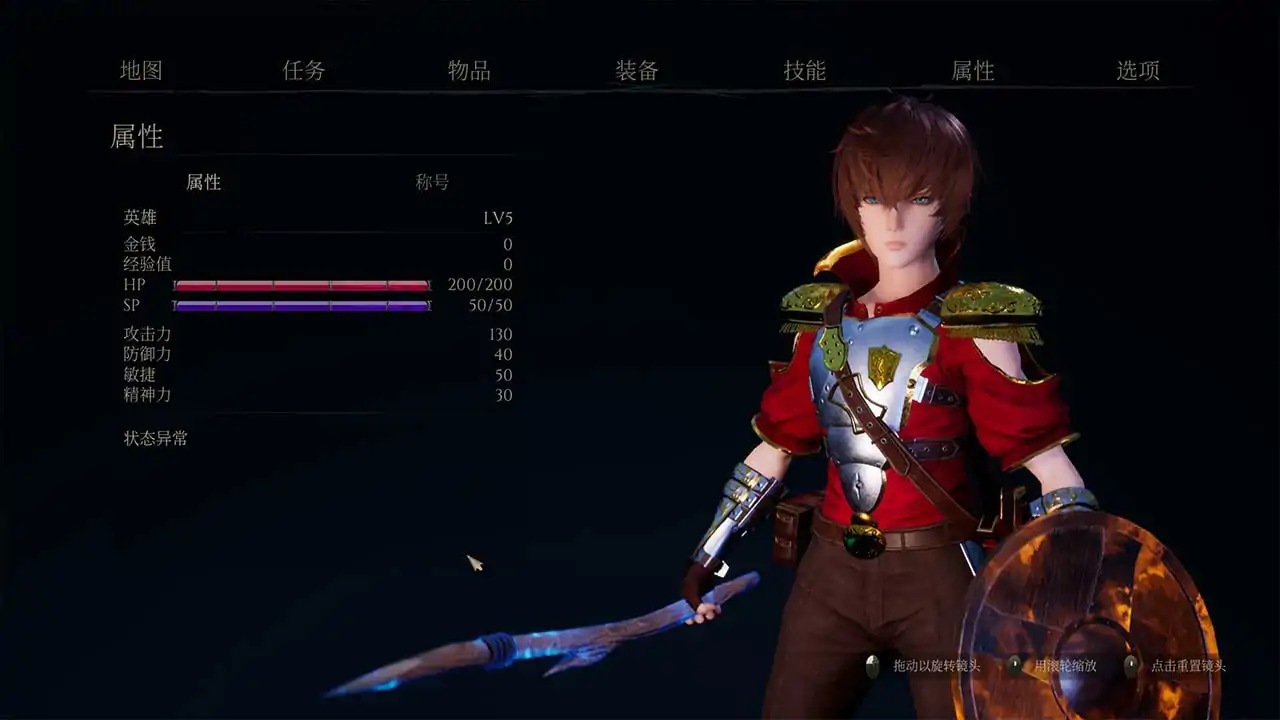 地图 任务 物品 装备 技能 属性 选项
属性
属性 称号
英雄 LV5
金钱 0
经验值 0
HP 200/200
SP 50/50
攻击力 130
防御力 40
敏捷 50
精神力 30
状态异常
拖动以旋转镜头 用滚轮缩放 点击重置镜头